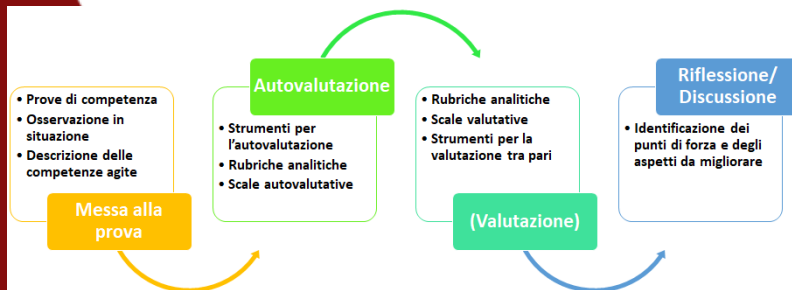 • Prove di competenza
• Osservazione in
situazione
• Descrizione delle
competenze agite
Messa alla
prova
Autovalutazione
• Strumenti per
l'autovalutazione
• Rubriche analitiche
• Scale autovalutative
• Rubriche analitiche
• Scale valutative
• Strumenti per la
valutazione tra pari
(Valutazione)
Riflessione/
Discussione
• Identificazione dei
punti di forza e degli
aspetti da migliorare